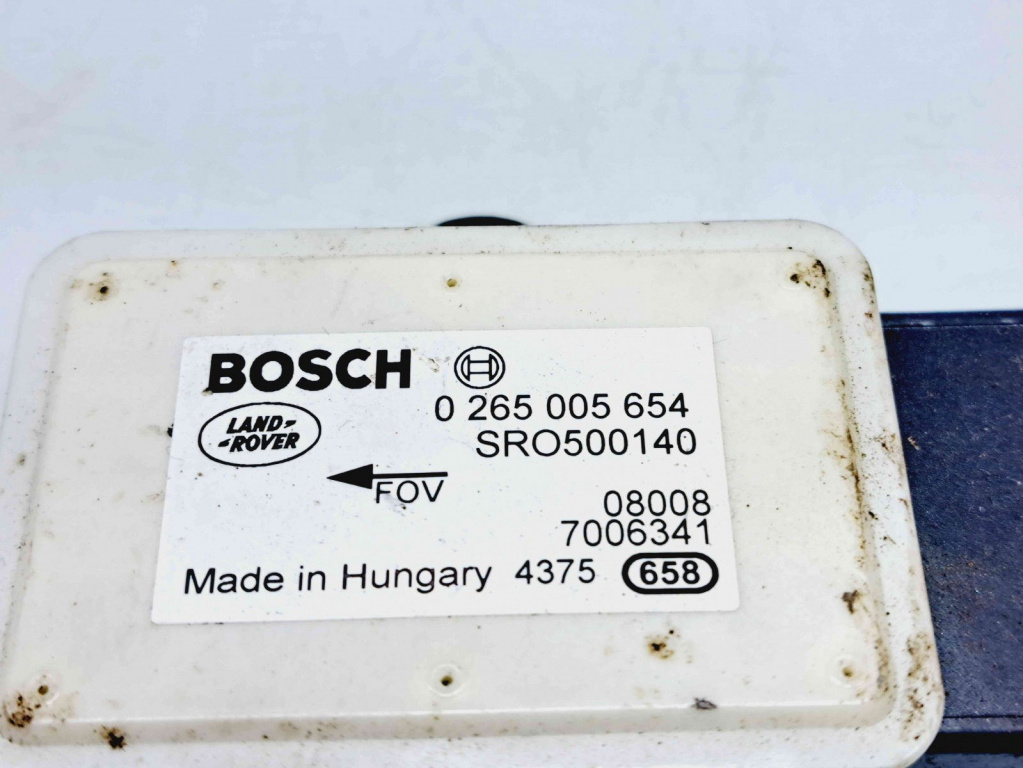 BOSCH
0 265 005 654
LAND-
-ROVER
SRO500140
FOV
08008
7006341
Made in Hungary 4375 658